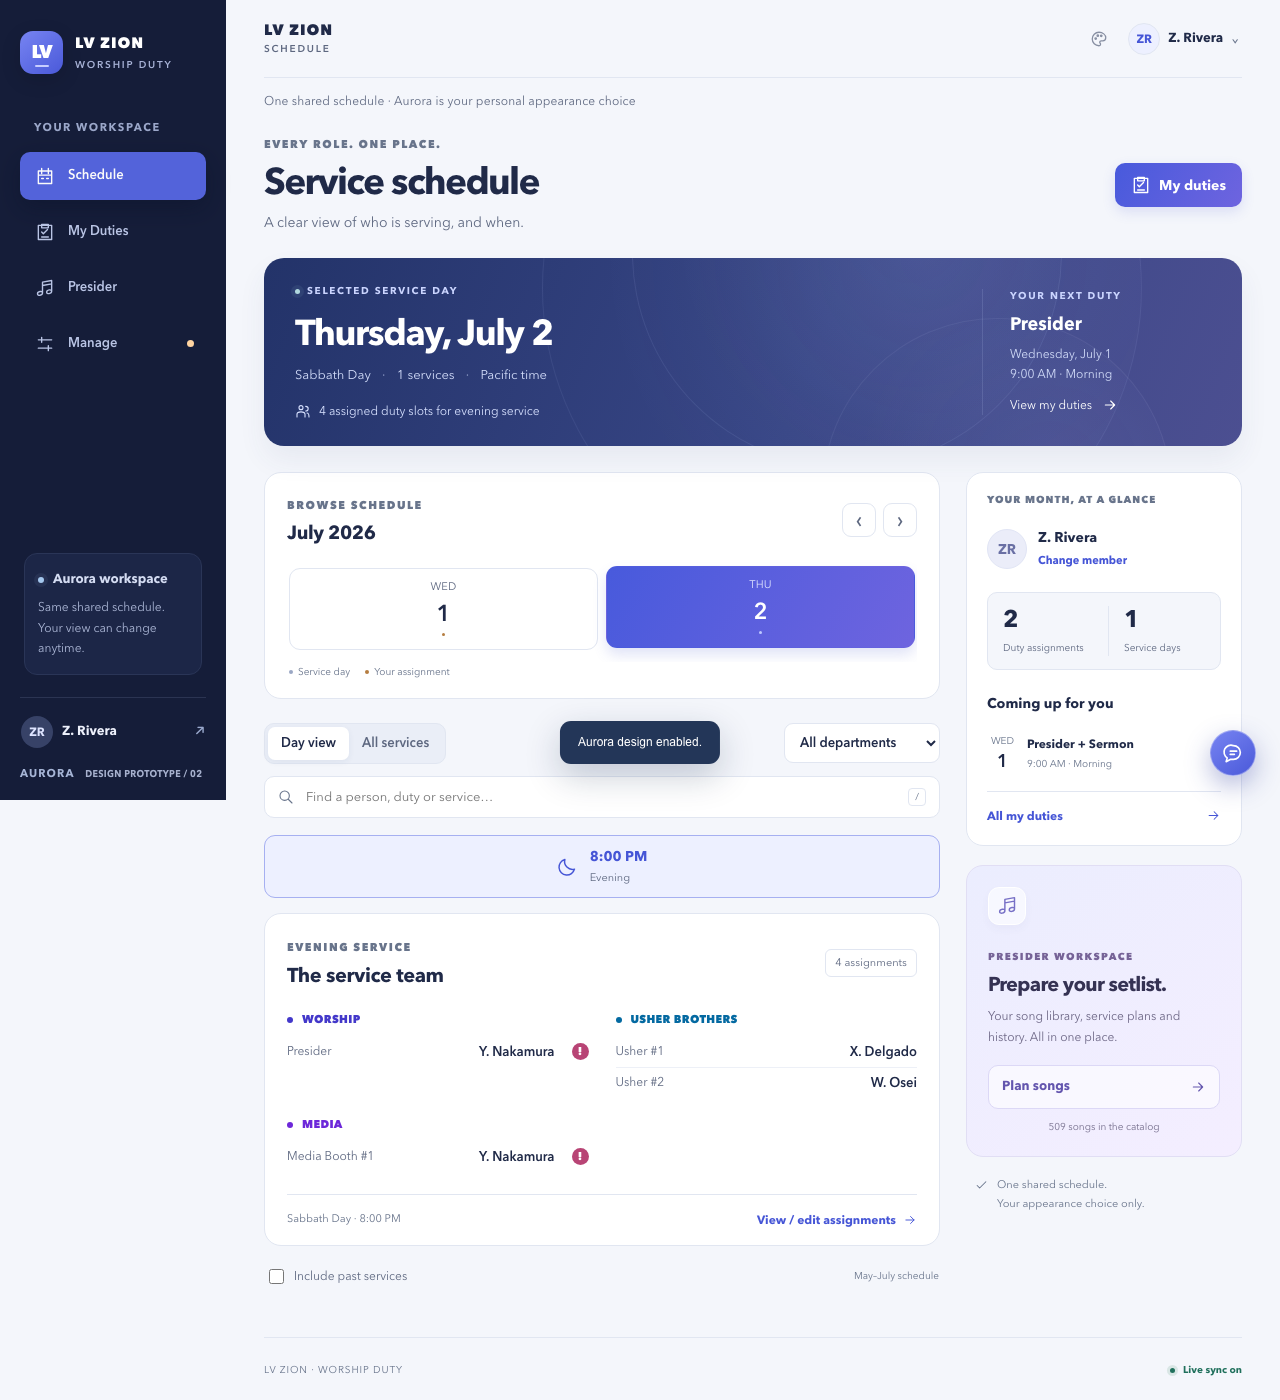 LV
LV ZION
WORSHIP DUTY
YOUR WORKSPACE
Schedule
My Duties
Presider
Manage
Aurora workspace
Same shared schedule.
Your view can change
anytime.
ZR
Z. Rivera
AURORA
DESIGN PROTOTYPE / 02
LV ZION
SCHEDULE
ZR
Z. Rivera
One shared schedule · Aurora is your personal appearance choice
EVERY ROLE. ONE PLACE.
Service schedule
A clear view of who is serving, and when.
My duties
SELECTED SERVICE DAY
Thursday, July 2
Sabbath Day · 1 services · Pacific time
4 assigned duty slots for evening service
YOUR NEXT DUTY
Presider
Wednesday, July 1
9:00 AM · Morning
View my duties →
BROWSE SCHEDULE
July 2026
‹ ›
WED
1
THU
2
Service day
Your assignment
Day view
All services
Aurora design enabled.
All departments
Find a person, duty or service…
/
8:00 PM
Evening
EVENING SERVICE
The service team
4 assignments
WORSHIP
Presider
Y. Nakamura
!
USHER BROTHERS
Usher #1
X. Delgado
Usher #2
W. Osei
MEDIA
Media Booth #1
Y. Nakamura
!
Sabbath Day · 8:00 PM
View / edit assignments →
Include past services
May–July schedule
YOUR MONTH, AT A GLANCE
ZR
Z. Rivera
Change member
2
Duty assignments
1
Service days
Coming up for you
WED
1
Presider + Sermon
9:00 AM · Morning
All my duties →
PRESIDER WORKSPACE
Prepare your setlist.
Your song library, service plans and
history. All in one place.
Plan songs →
509 songs in the catalog
One shared schedule.
Your appearance choice only.
LV ZION · WORSHIP DUTY
Live sync on